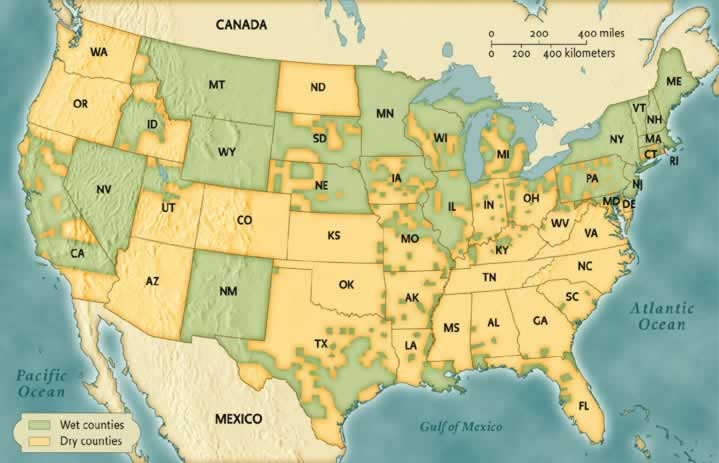 CANADA
0 200 400 miles
0 200 400 kilometers
WA
MT
ND
MN
ME
VT
NH
OR
ID
SD
WI
MI
NY
MA
CT
RI
WY
NE
IA
PA
NJ
NV
UT
CO
IL
IN
OH
MD
DE
CA
KS
MO
WV
VA
KY
AZ
NM
OK
AK
TN
NC
SC
MS
AL
GA
TX
LA
FL
Atlantic
Ocean
Pacific
Ocean
MEXICO
Gulf of Mexico
Wet counties
Dry counties